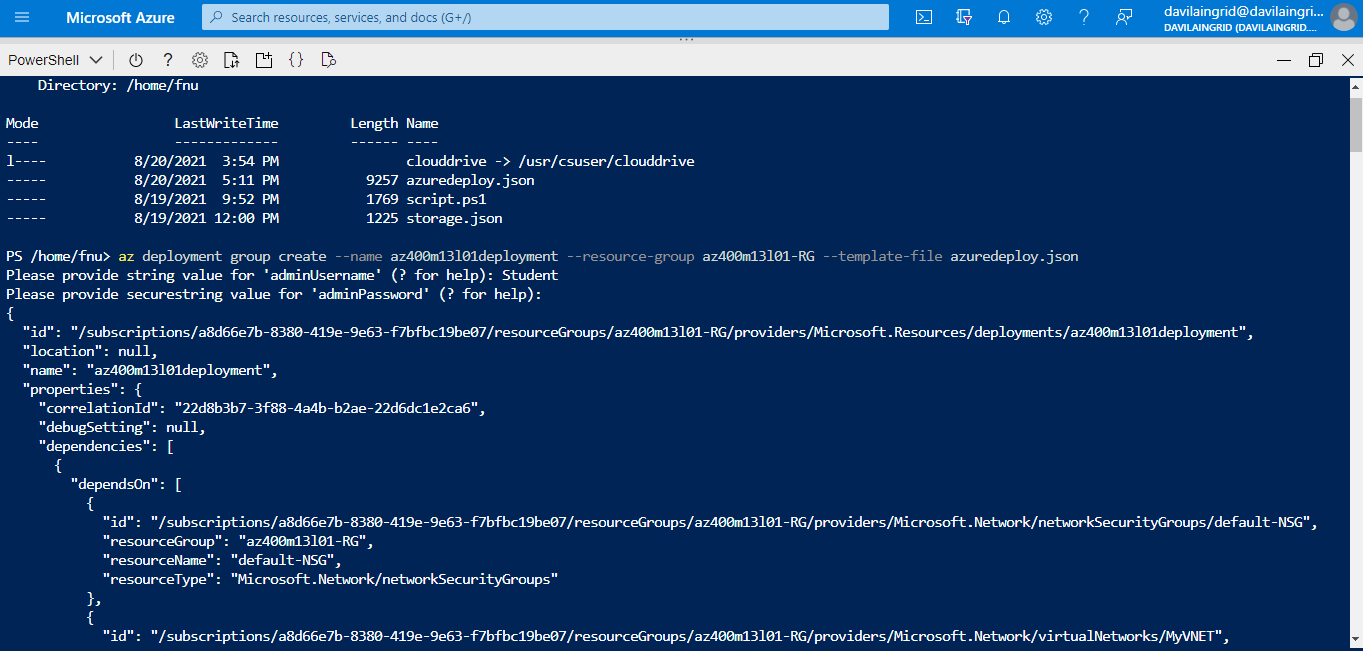 Microsoft Azure
Search resources, services, and docs (G+/)
davilaingrid@davilaingri...
DAVILAINGRID (DAVILAINGRID....
PowerShell
Directory: /home/fnu
Mode LastWriteTime Length Name
---- ------------- ------ ----
l---- 8/20/2021 3:54 PM clouddrive -> /usr/csuser/clouddrive
----- 8/20/2021 5:11 PM 9257 azuredeploy.json
----- 8/19/2021 9:52 PM 1769 script.ps1
----- 8/19/2021 12:00 PM 1225 storage.json
PS /home/fnu> az deployment group create --name az400m13l01deployment --resource-group az400m13l01-RG --template-file azuredeploy.json
Please provide string value for 'adminUsername' (? for help): Student
Please provide securestring value for 'adminPassword' (? for help):
{
"id": "/subscriptions/a8d66e7b-8380-419e-9e63-f7bfbc19be07/resourceGroups/az400m13l01-RG/providers/Microsoft.Resources/deployments/az400m13l01deployment",
"location": null,
"name": "az400m13l01deployment",
"properties": {
"correlationId": "22d8b3b7-3f88-4a4b-b2ae-22d6dc1e2ca6",
"debugSetting": null,
"dependencies": [
{
"dependsOn": [
{
"id": "/subscriptions/a8d66e7b-8380-419e-9e63-f7bfbc19be07/resourceGroups/az400m13l01-RG/providers/Microsoft.Network/networkSecurityGroups/default-NSG",
"resourceGroup": "az400m13l01-RG",
"resourceName": "default-NSG",
"resourceType": "Microsoft.Network/networkSecurityGroups"
},
{
"id": "/subscriptions/a8d66e7b-8380-419e-9e63-f7bfbc19be07/resourceGroups/az400m13l01-RG/providers/Microsoft.Network/virtualNetworks/MyVNET",